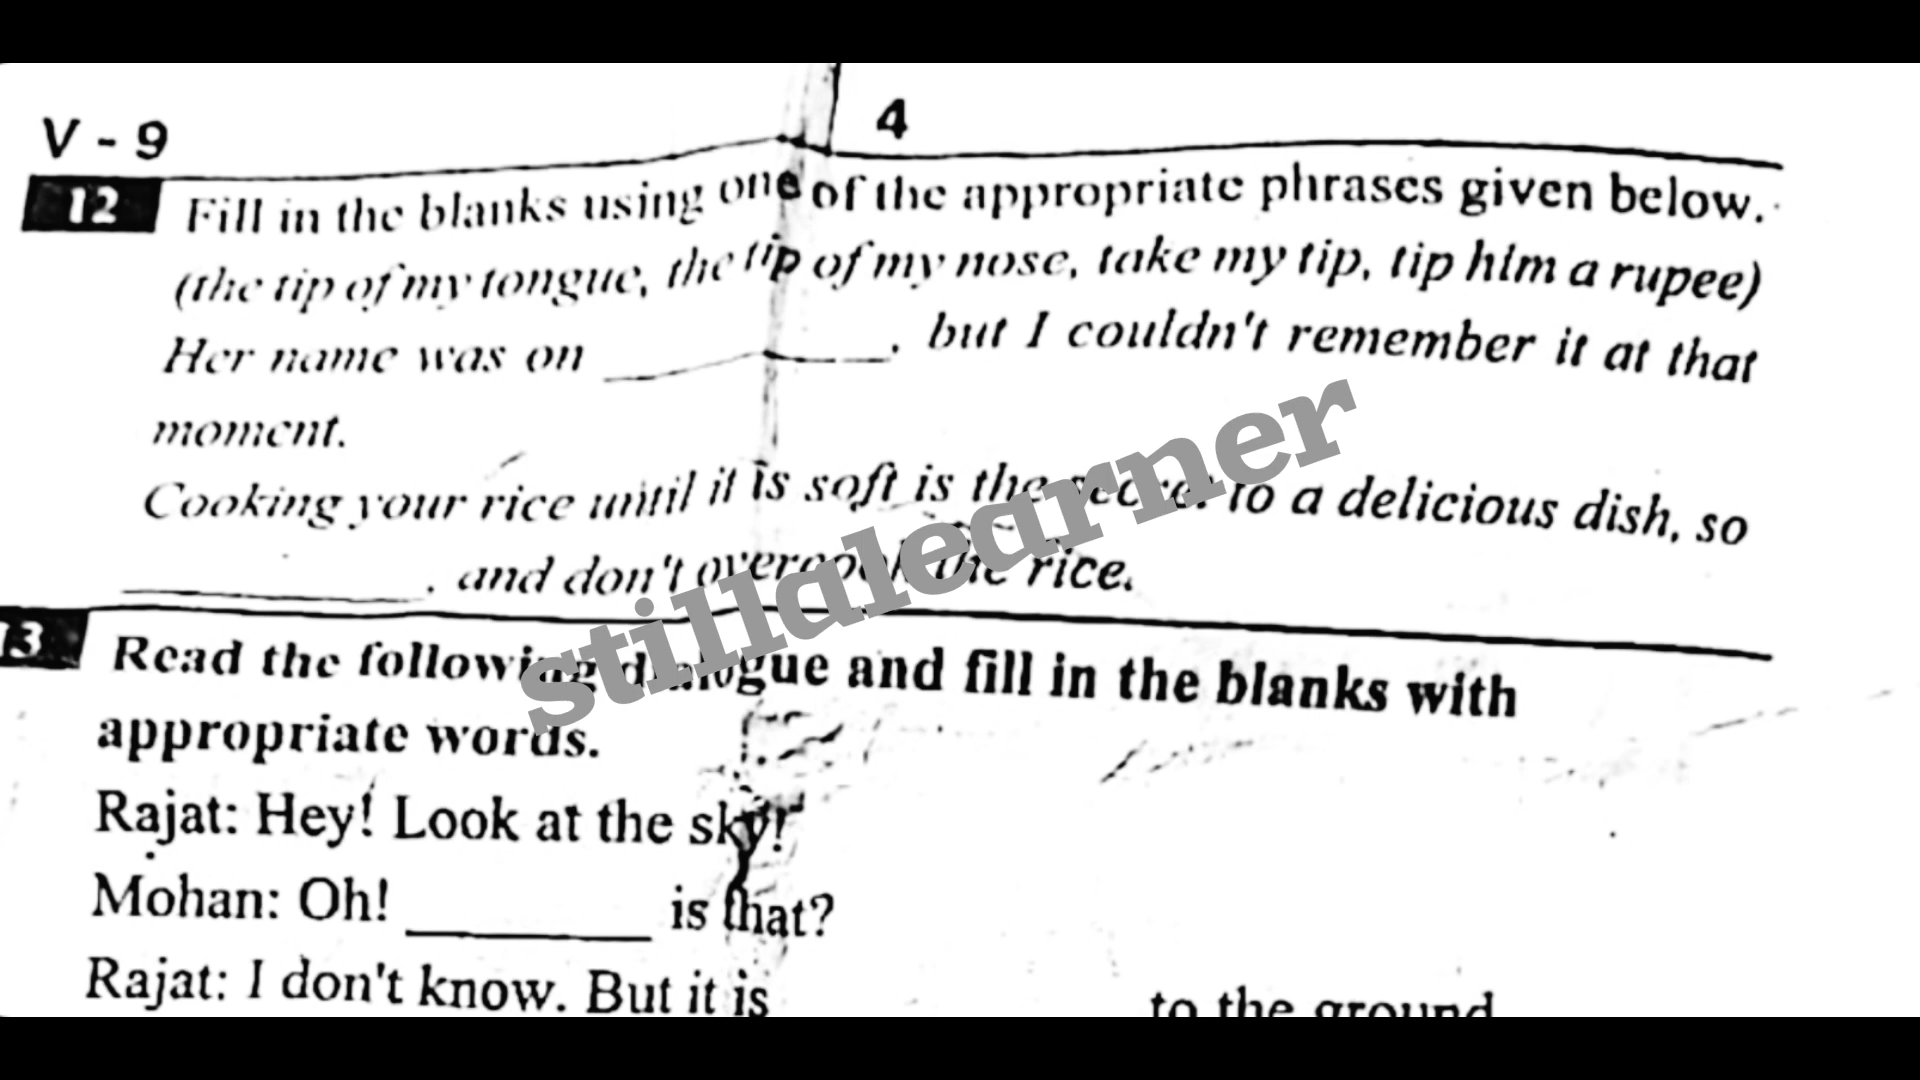 V - 9
4
12
Fill in the blanks using one of the appropriate phrases given below.
(the tip of my tongue, the tip of my nose, take my tip, tip him a rupee)
Her name was on ________, but I couldn't remember it at that
moment.
Cooking your rice until it is soft is the secret to a delicious dish, so
________, and don't overcook the rice.
stillalearner
13
Read the following dialogue and fill in the blanks with
appropriate words.
Rajat: Hey! Look at the sky!
Mohan: Oh! ________ is that?
Rajat: I don't know. But it is to the ground